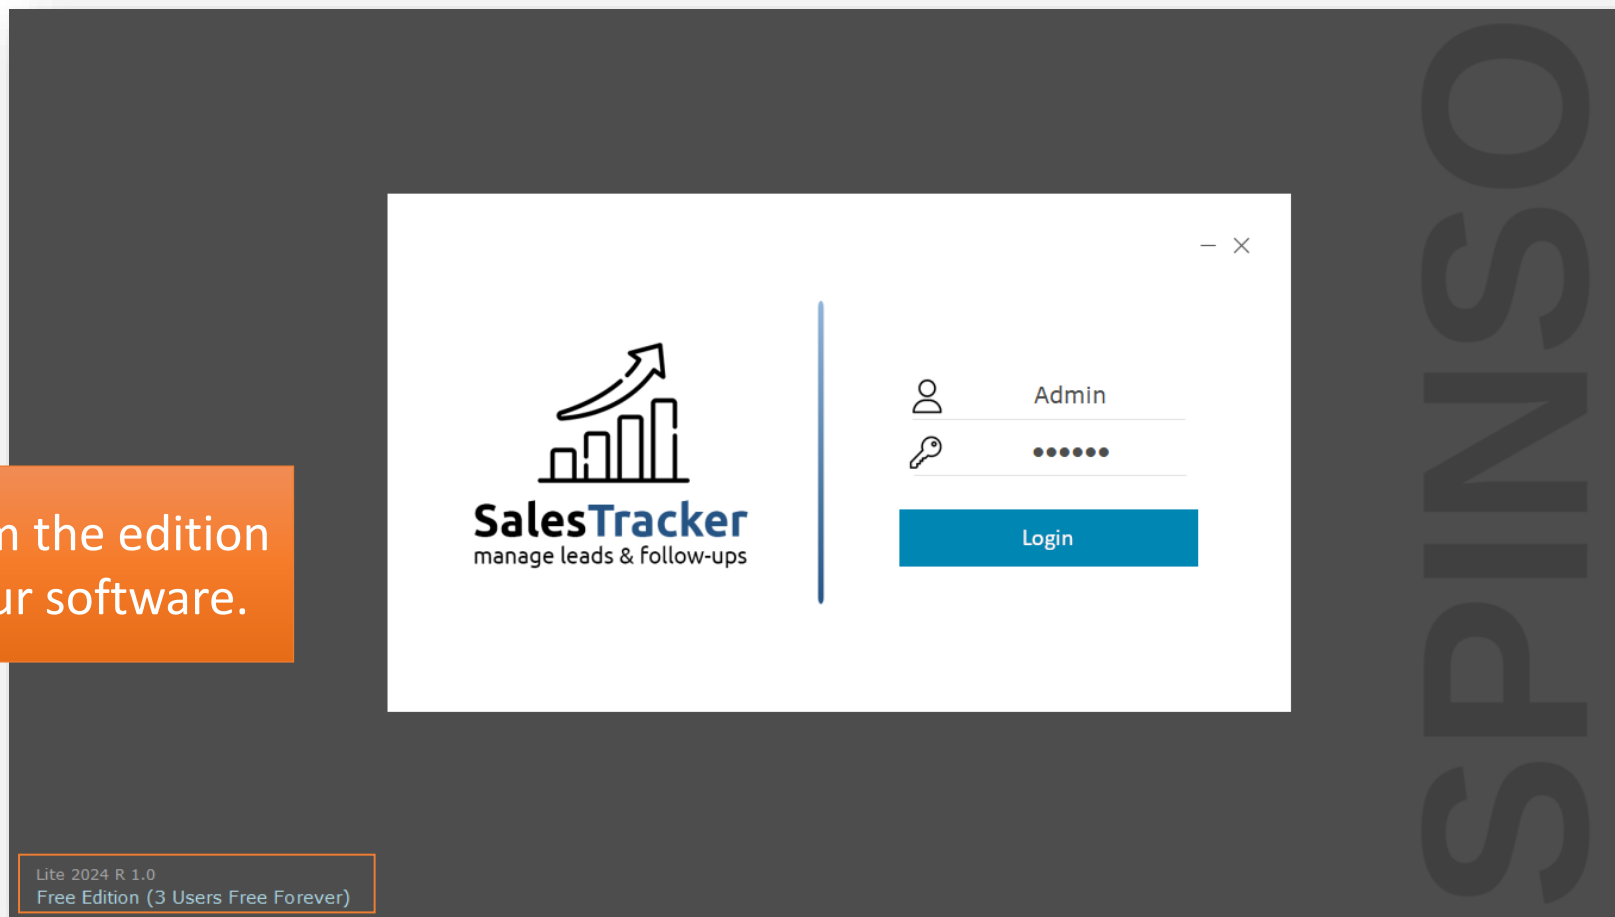 SPINSO
Admin
••••••
SalesTracker
manage leads & follow-ups
Login
the edition
software.
Lite 2024 R 1.0
Free Edition (3 Users Free Forever)